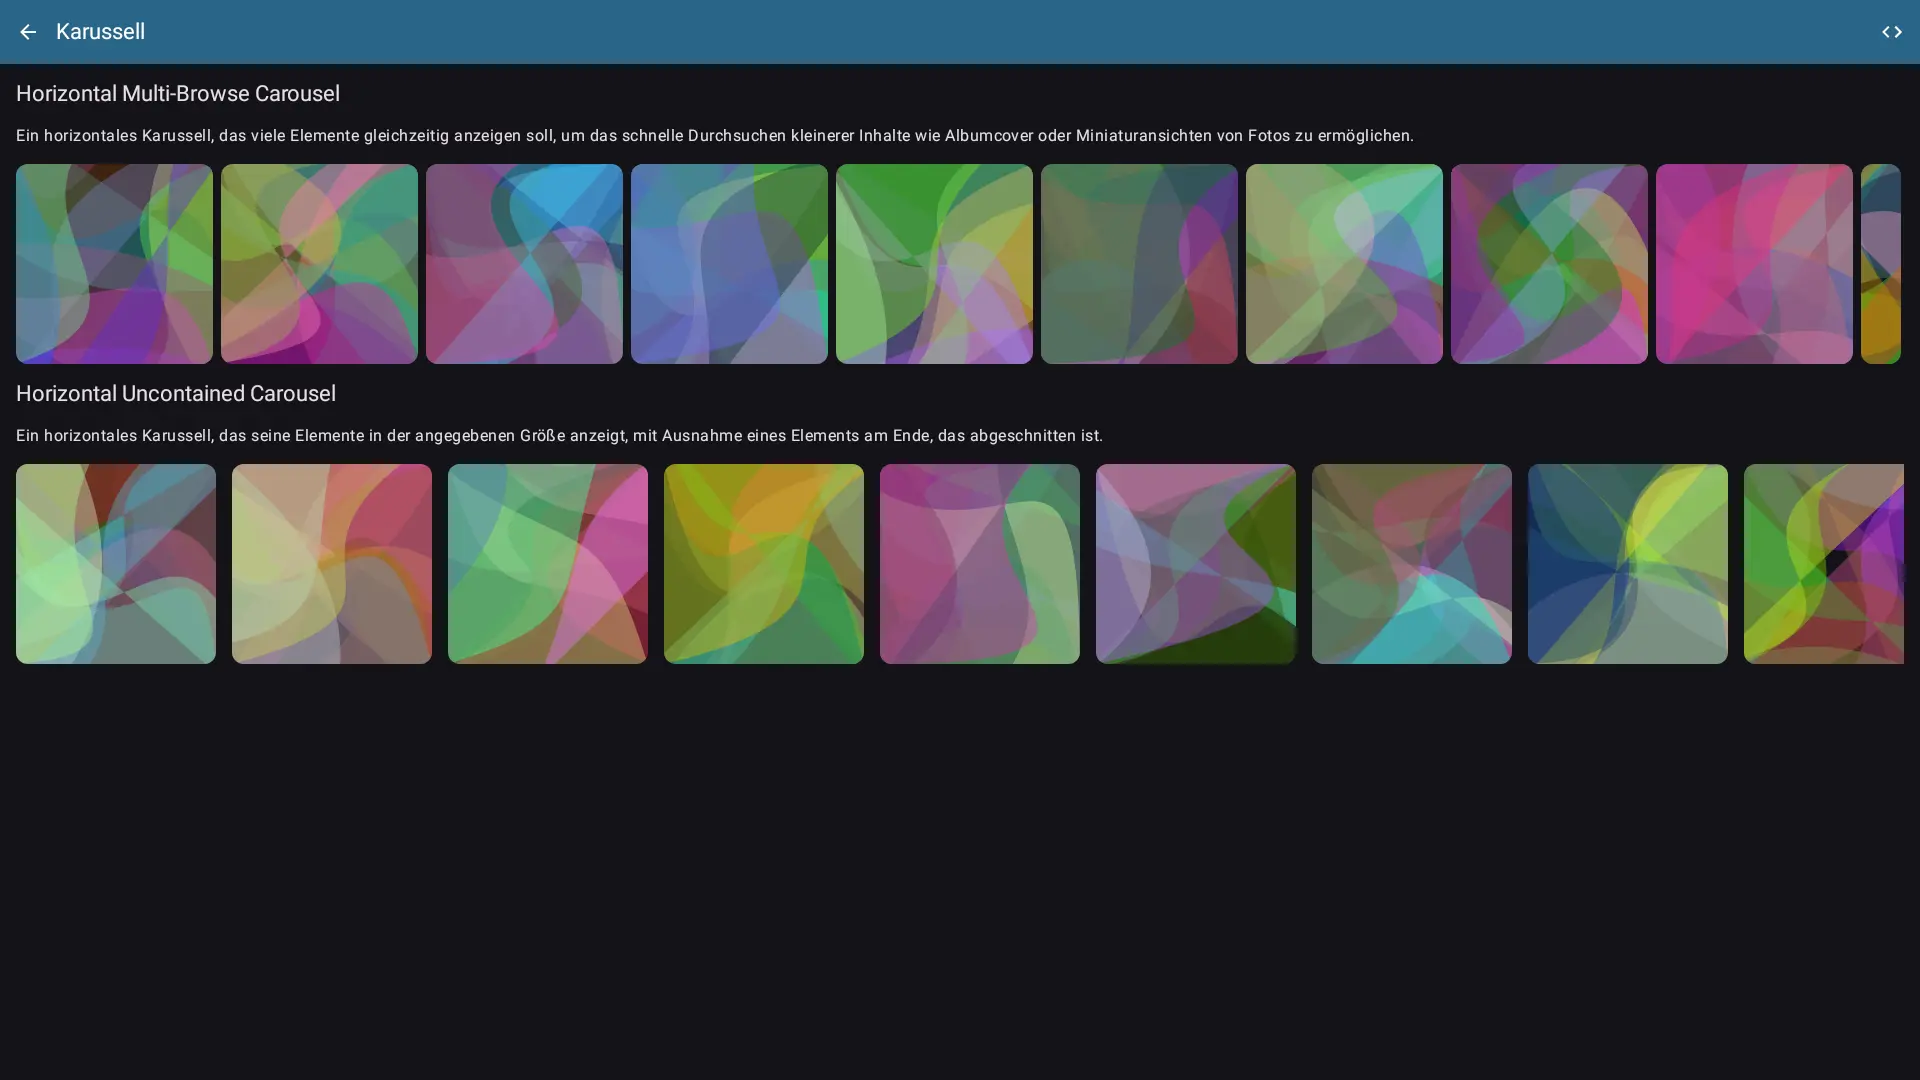 Karussell
Horizontal Multi-Browse Carousel
Ein horizontales Karussell, das viele Elemente gleichzeitig anzeigen soll, um das schnelle Durchsuchen kleinerer Inhalte wie Albumcover oder Miniaturansichten von Fotos zu ermöglichen.
Horizontal Uncontained Carousel
Ein horizontales Karussell, das seine Elemente in der angegebenen Größe anzeigt, mit Ausnahme eines Elements am Ende, das abgeschnitten ist.